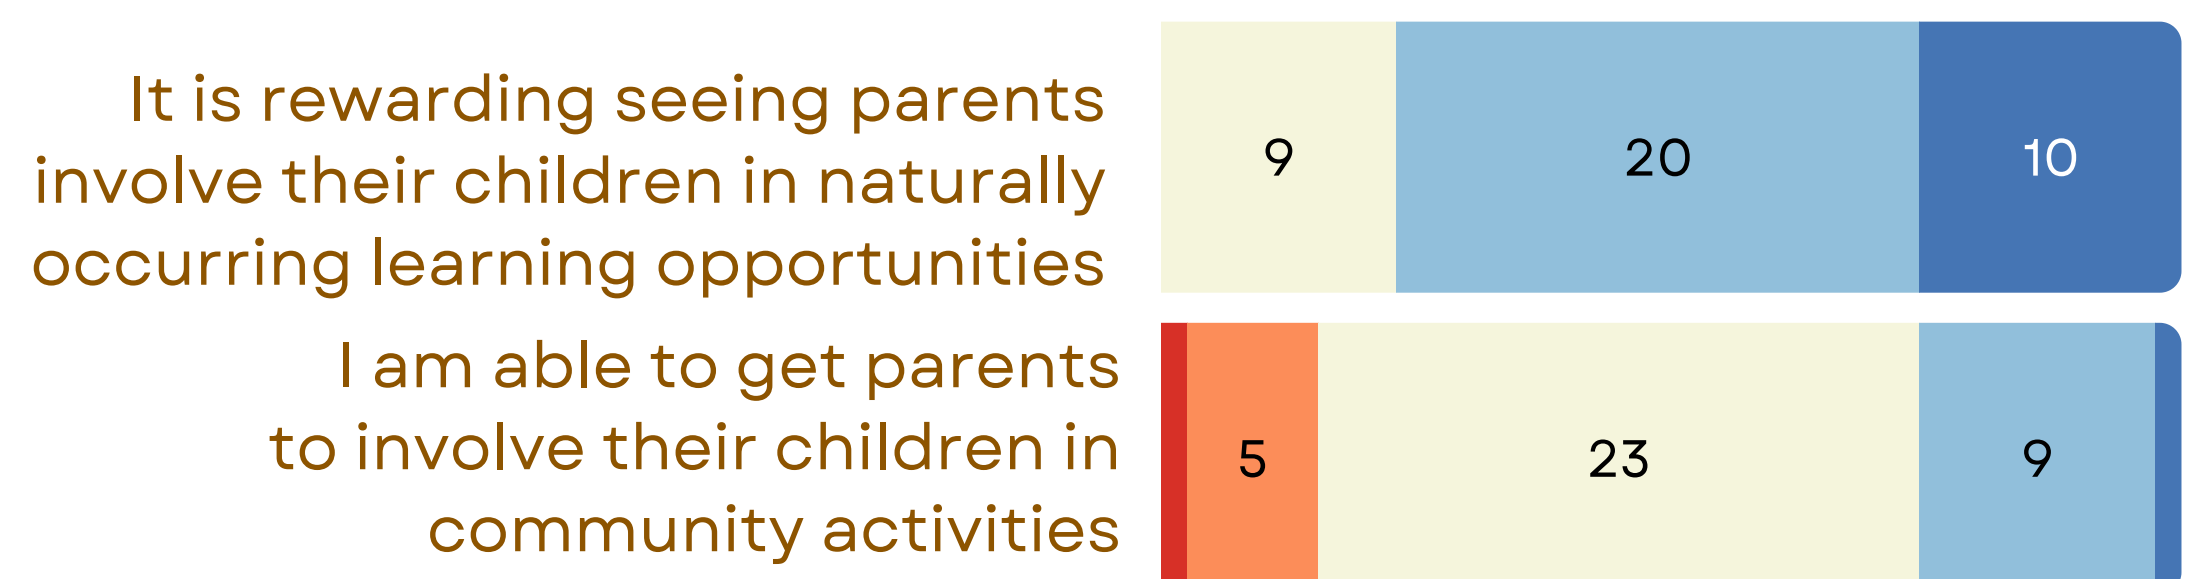 It is rewarding seeing parents
involve their children in naturally
occurring learning opportunities
9 20 10
I am able to get parents
to involve their children in
community activities
5 23 9